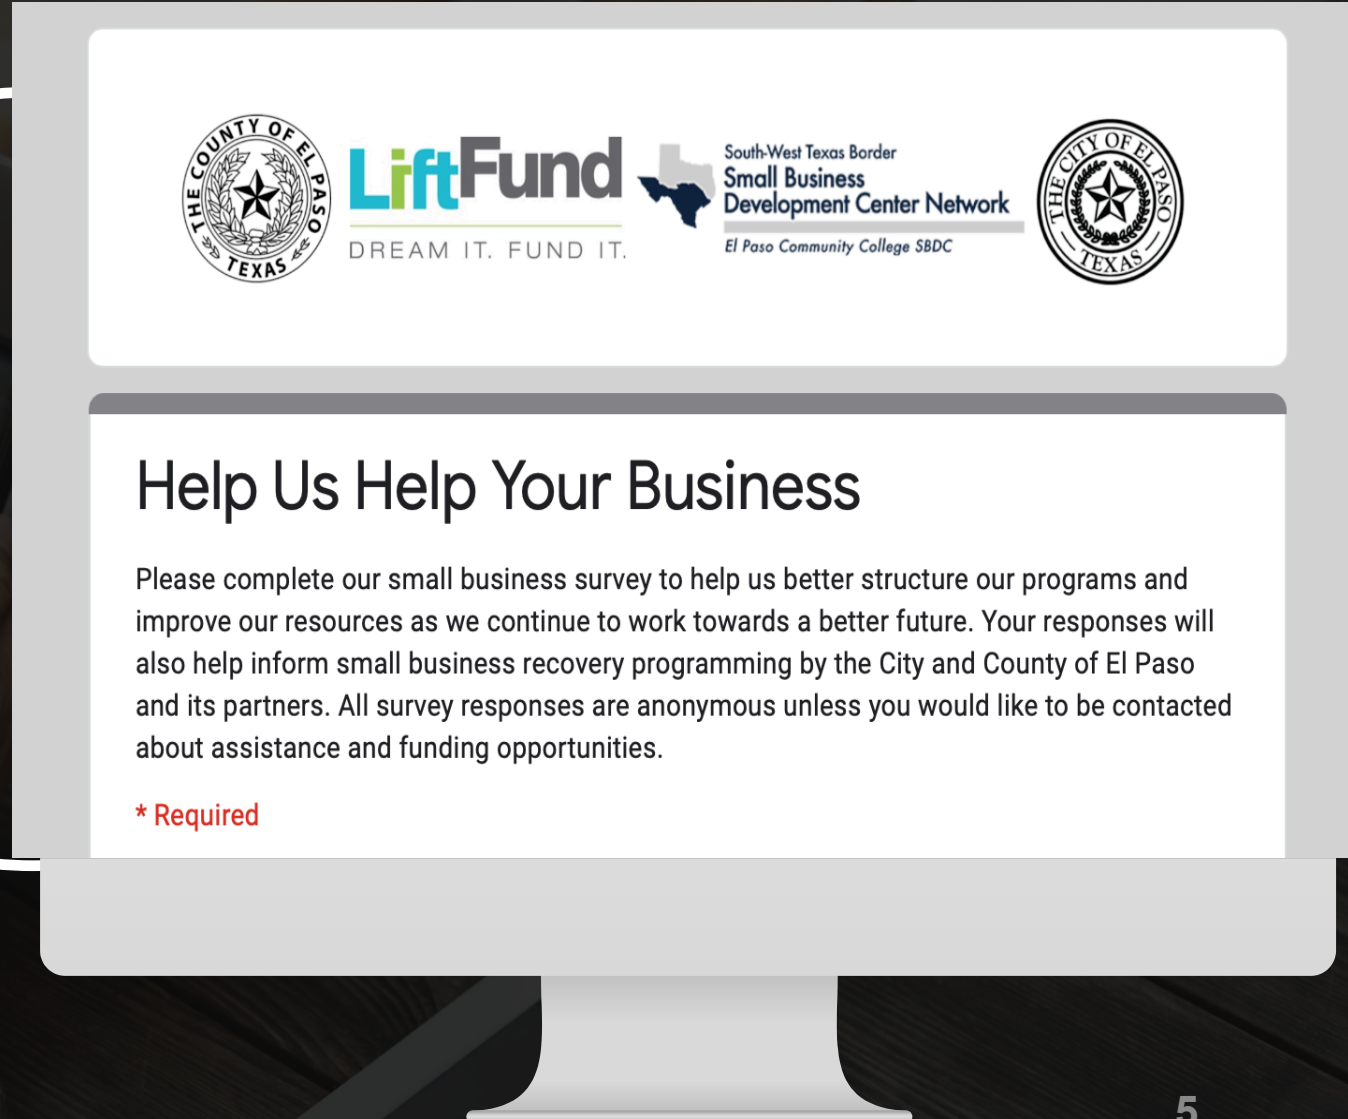 THE COUNTY OF EL PASO
TEXAS
LiftFund
DREAM IT. FUND IT.
South-West Texas Border
Small Business
Development Center Network
El Paso Community College SBDC
THE CITY OF EL PASO
TEXAS
Help Us Help Your Business
Please complete our small business survey to help us better structure our programs and
improve our resources as we continue to work towards a better future. Your responses will
also help inform small business recovery programming by the City and County of El Paso
and its partners. All survey responses are anonymous unless you would like to be contacted
about assistance and funding opportunities.
* Required
5